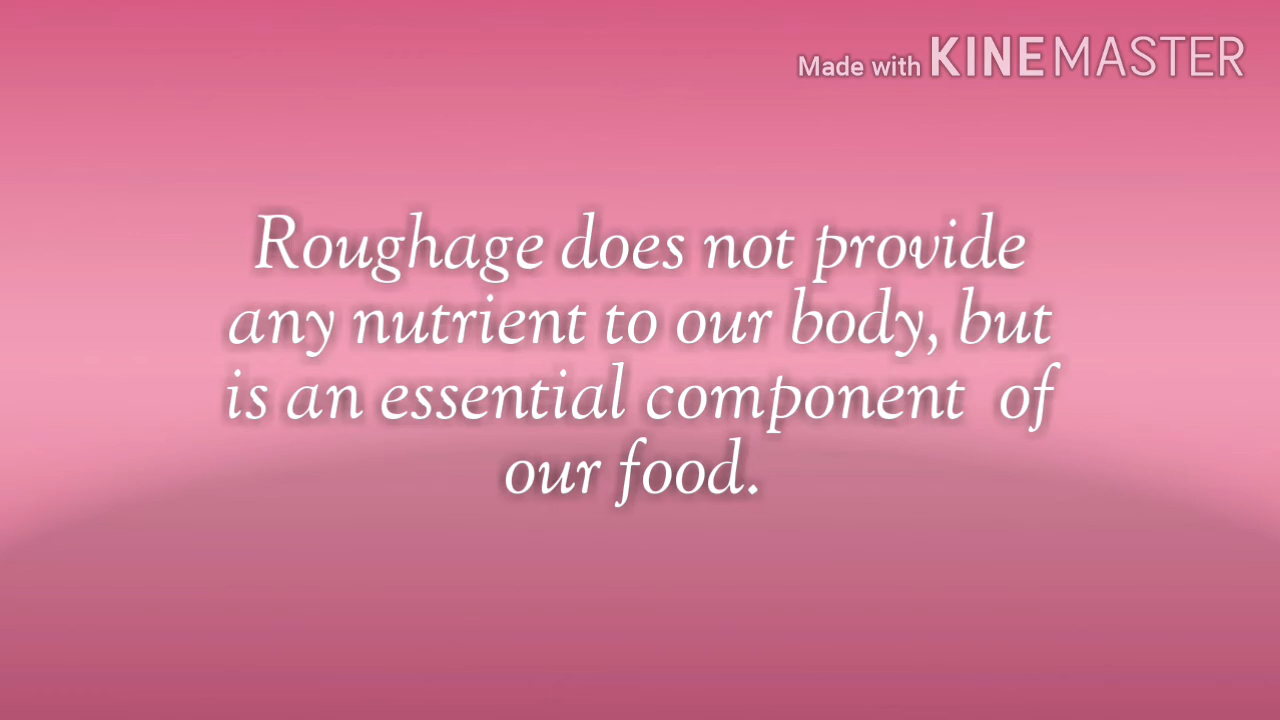 Made with KINEMASTER
Roughage does not provide
any nutrient to our body, but
is an essential component of
our food.